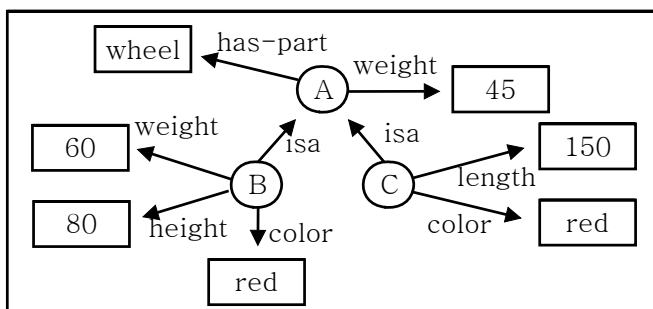 wheel
has-part
A
weight
45
60
weight
isa
isa
150
B
C
length
80
height
color
color
red
red